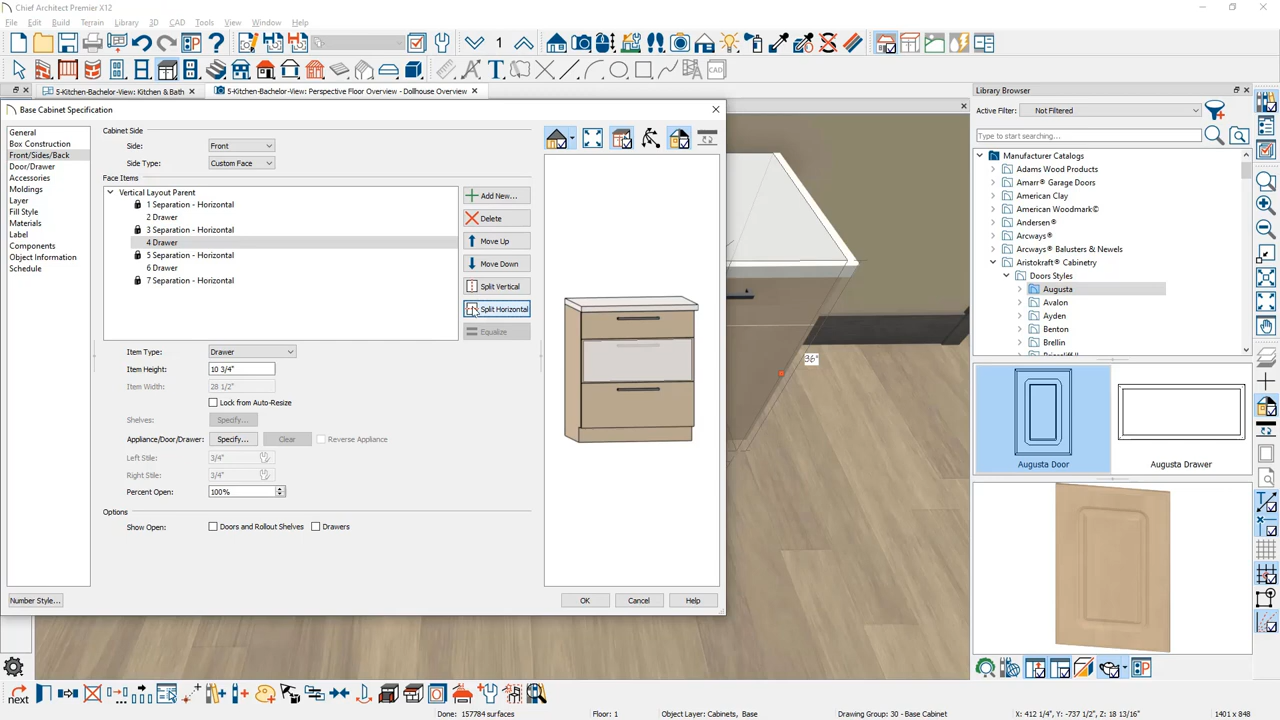 Chief Architect Premier X12
File Edit Build Terrain Library 3D CAD Tools View Window Help
1
5-Kitchen-Bachelor-View: Kitchen & Bath
5-Kitchen-Bachelor-View: Perspective Floor Overview - Dollhouse Overview
Library Browser
Base Cabinet Specification
Active Filter: Not Filtered
Type to start searching...
General
Box Construction
Front/Sides/Back
Door/Drawer
Accessories
Moldings
Layer
Fill Style
Materials
Label
Components
Object Information
Schedule
Cabinet Side
Side: Front
Side Type: Custom Face
Face Items
Vertical Layout Parent
1 Separation - Horizontal
2 Drawer
3 Separation - Horizontal
4 Drawer
5 Separation - Horizontal
6 Drawer
7 Separation - Horizontal
Add New...
Delete
Move Up
Move Down
Split Vertical
Split Horizontal
Equalize
Item Type: Drawer
Item Height: 10 3/4"
Item Width: 28 1/2"
Lock from Auto-Resize
Shelves: Specify...
Appliance/Door/Drawer: Specify... Clear Reverse Appliance
Left Stile: 3/4"
Right Stile: 3/4"
Percent Open: 100%
Options
Show Open: Doors and Rollout Shelves Drawers
Number Style...
OK Cancel Help
36"
Manufacturer Catalogs
Adams Wood Products
Amarr® Garage Doors
American Clay
American Woodmark©
Andersen®
Arcways®
Arcways® Balusters & Newels
Aristokraft® Cabinetry
Doors Styles
Augusta
Avalon
Ayden
Benton
Brellin
Augusta Door
Augusta Drawer
next
CAD
Done: 157784 surfaces
Floor: 1
Object Layer: Cabinets, Base
Drawing Group: 30 - Base Cabinet
X: 412 1/4", Y: -737 1/2", Z: 18 13/16"
1401 x 848